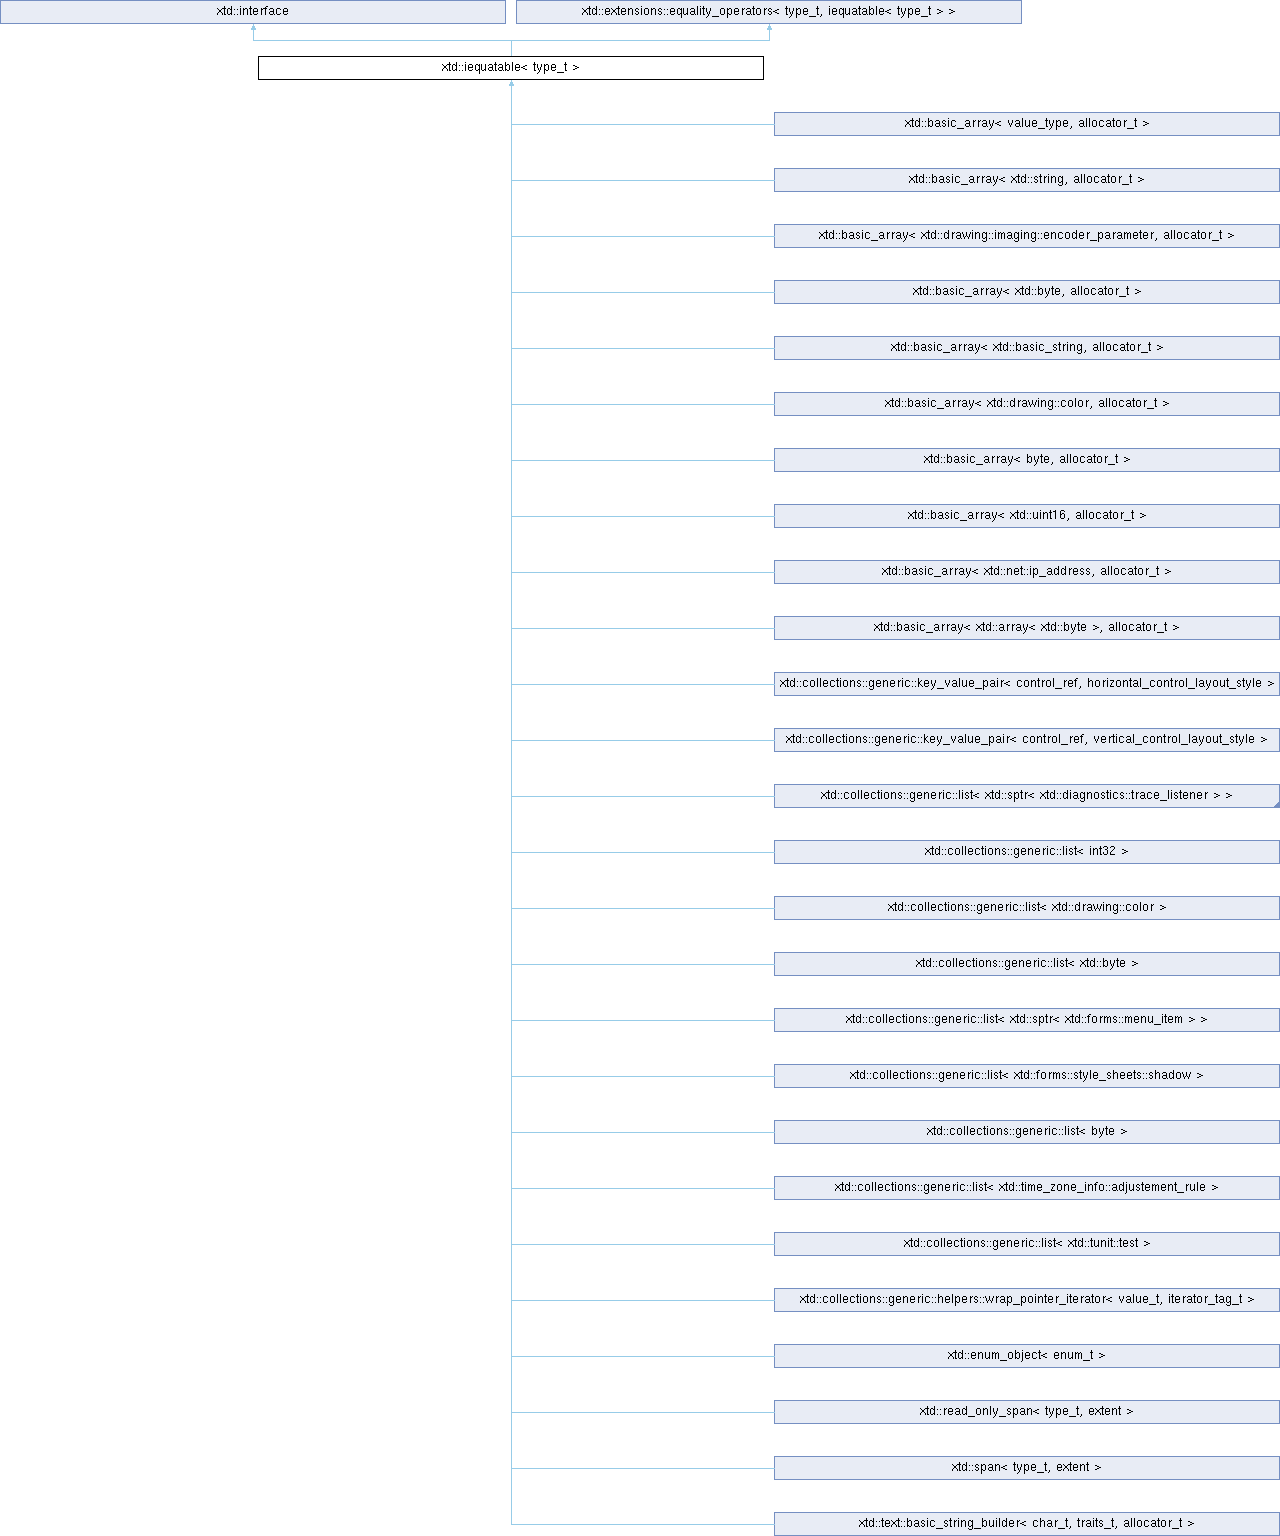 xtd::interface
xtd::extensions::equality_operators< type_t, iequatable< type_t > >
xtd::iequatable< type_t >
xtd::basic_array< value_type, allocator_t >
xtd::basic_array< xtd::string, allocator_t >
xtd::basic_array< xtd::drawing::imaging::encoder_parameter, allocator_t >
xtd::basic_array< xtd::byte, allocator_t >
xtd::basic_array< xtd::basic_string, allocator_t >
xtd::basic_array< xtd::drawing::color, allocator_t >
xtd::basic_array< byte, allocator_t >
xtd::basic_array< xtd::uint16, allocator_t >
xtd::basic_array< xtd::net::ip_address, allocator_t >
xtd::basic_array< xtd::array< xtd::byte >, allocator_t >
xtd::collections::generic::key_value_pair< control_ref, horizontal_control_layout_style >
xtd::collections::generic::key_value_pair< control_ref, vertical_control_layout_style >
xtd::collections::generic::list< xtd::sptr< xtd::diagnostics::trace_listener > >
xtd::collections::generic::list< int32 >
xtd::collections::generic::list< xtd::drawing::color >
xtd::collections::generic::list< xtd::byte >
xtd::collections::generic::list< xtd::sptr< xtd::forms::menu_item > >
xtd::collections::generic::list< xtd::forms::style_sheets::shadow >
xtd::collections::generic::list< byte >
xtd::collections::generic::list< xtd::time_zone_info::adjustement_rule >
xtd::collections::generic::list< xtd::tunit::test >
xtd::collections::generic::helpers::wrap_pointer_iterator< value_t, iterator_tag_t >
xtd::enum_object< enum_t >
xtd::read_only_span< type_t, extent >
xtd::span< type_t, extent >
xtd::text::basic_string_builder< char_t, traits_t, allocator_t >